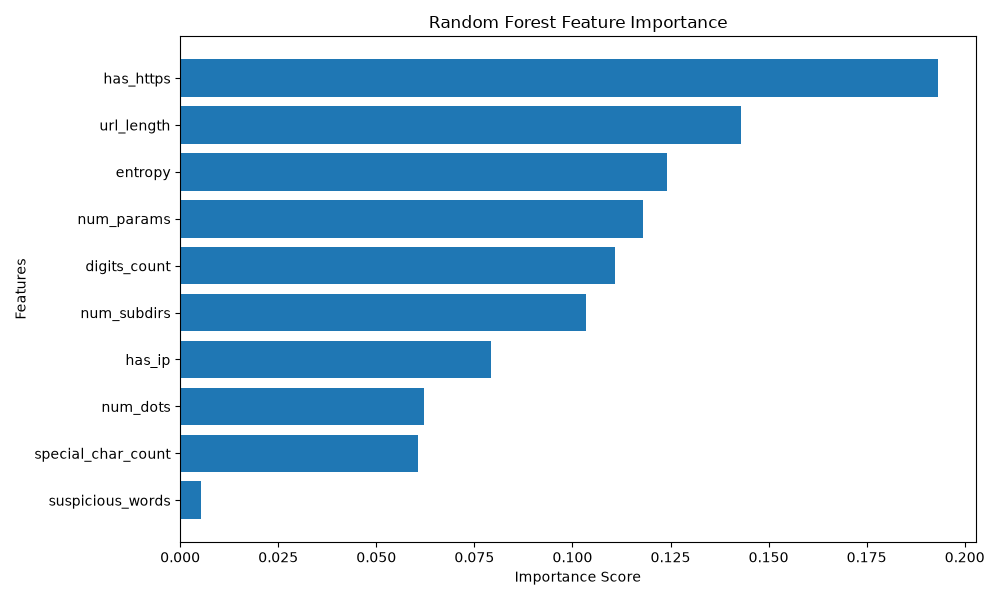 Random Forest Feature Importance
Features
has_https
url_length
entropy
num_params
digits_count
num_subdirs
has_ip
num_dots
special_char_count
suspicious_words
0.000 0.025 0.050 0.075 0.100 0.125 0.150 0.175 0.200
Importance Score